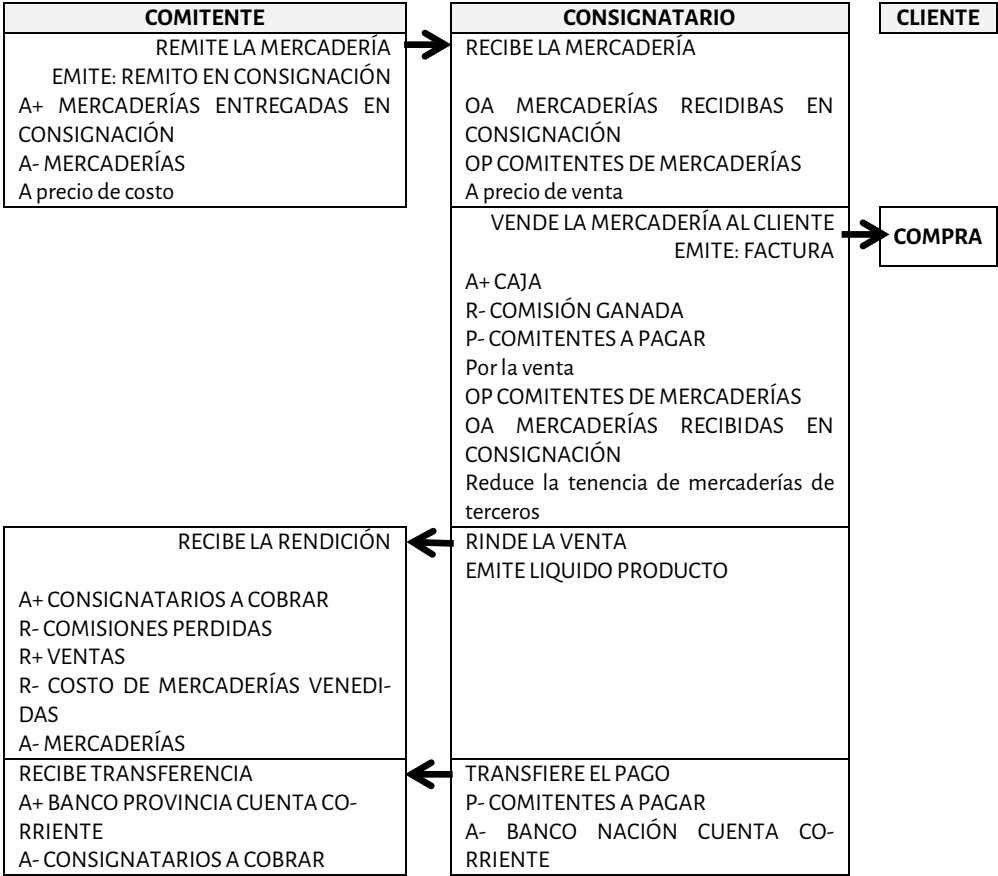 COMITENTE
CONSIGNATARIO
CLIENTE
REMITE LA MERCADERÍA
EMITE: REMITO EN CONSIGNACIÓN
A+ MERCADERÍAS ENTREGADAS EN
CONSIGNACIÓN
A- MERCADERÍAS
A precio de costo
RECIBE LA MERCADERÍA
OA MERCADERÍAS RECIDIBAS EN
CONSIGNACIÓN
OP COMITENTES DE MERCADERÍAS
A precio de venta
VENDE LA MERCADERÍA AL CLIENTE
EMITE: FACTURA
A+ CAJA
R- COMISIÓN GANADA
P- COMITENTES A PAGAR
Por la venta
OP COMITENTES DE MERCADERÍAS
OA MERCADERÍAS RECIBIDAS EN
CONSIGNACIÓN
Reduce la tenencia de mercaderías de
terceros
COMPRA
RECIBE LA RENDICIÓN
A+ CONSIGNATARIOS A COBRAR
R- COMISIONES PERDIDAS
R+ VENTAS
R- COSTO DE MERCADERÍAS VENEDI-
DAS
A- MERCADERÍAS
RINDE LA VENTA
EMITE LIQUIDO PRODUCTO
RECIBE TRANSFERENCIA
A+ BANCO PROVINCIA CUENTA CO-
RRIENTE
A- CONSIGNATARIOS A COBRAR
TRANSFIERE EL PAGO
P- COMITENTES A PAGAR
A- BANCO NACIÓN CUENTA CO-
RRIENTE